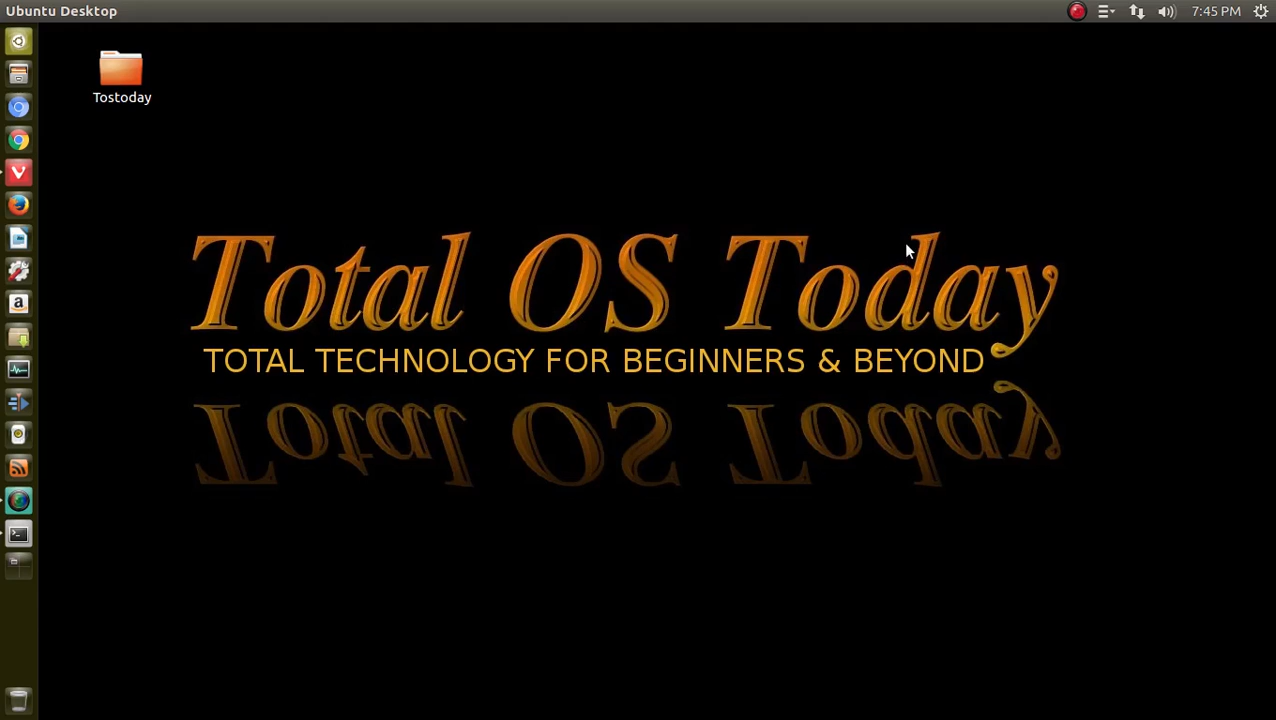 Ubuntu Desktop
7:45 PM
Tostoday
Total OS Today
TOTAL TECHNOLOGY FOR BEGINNERS & BEYOND